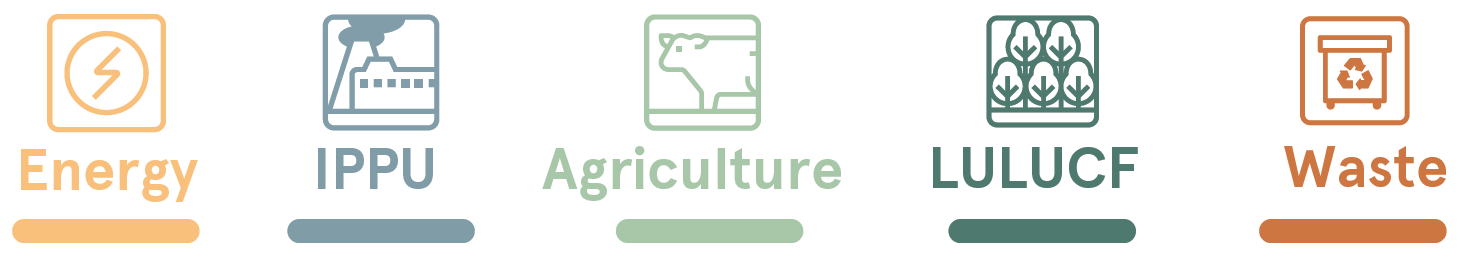 Energy
IPPU
Agriculture
LULUCF
Waste